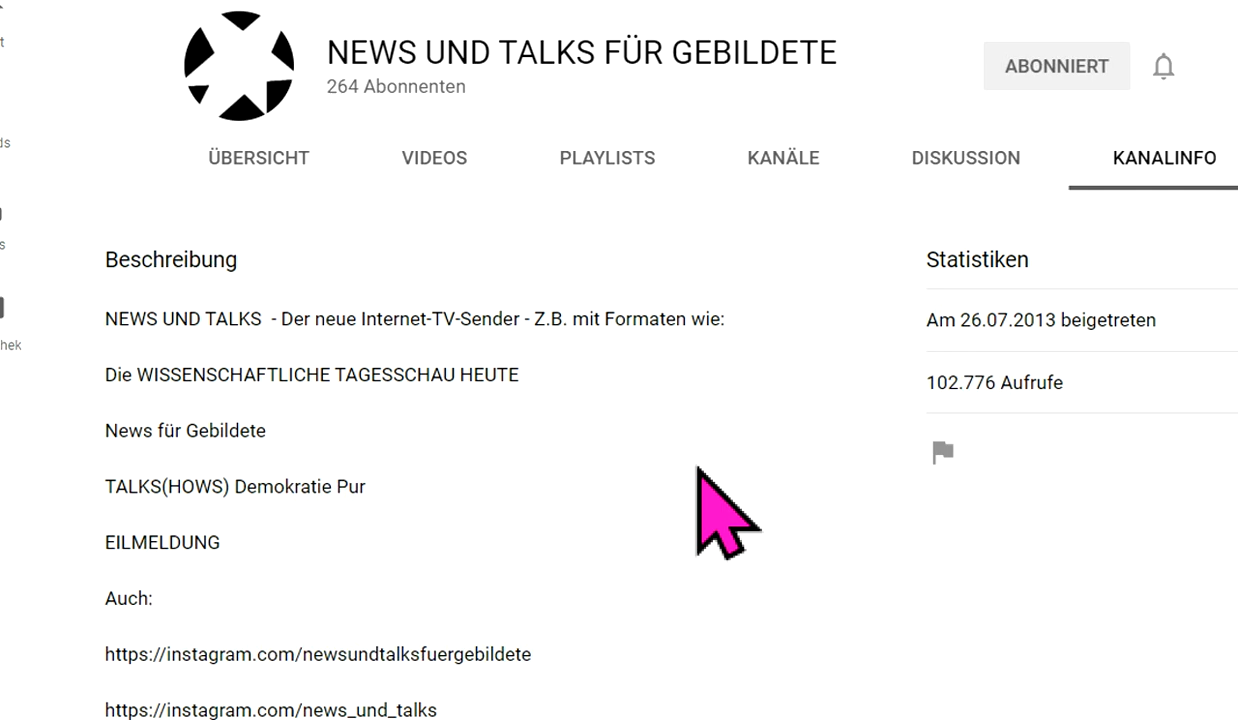 NEWS UND TALKS FÜR GEBILDETE
264 Abonnenten
ABONNIERT
ÜBERSICHT VIDEOS PLAYLISTS KANÄLE DISKUSSION KANALINFO
Beschreibung
NEWS UND TALKS  - Der neue Internet-TV-Sender - Z.B. mit Formaten wie:
Die WISSENSCHAFTLICHE TAGESSCHAU HEUTE
News für Gebildete
TALKS(HOWS) Demokratie Pur
EILMELDUNG
Auch:
https://instagram.com/newsundtalksfuergebildete
https://instagram.com/news_und_talks
Statistiken
Am 26.07.2013 beigetreten
102.776 Aufrufe